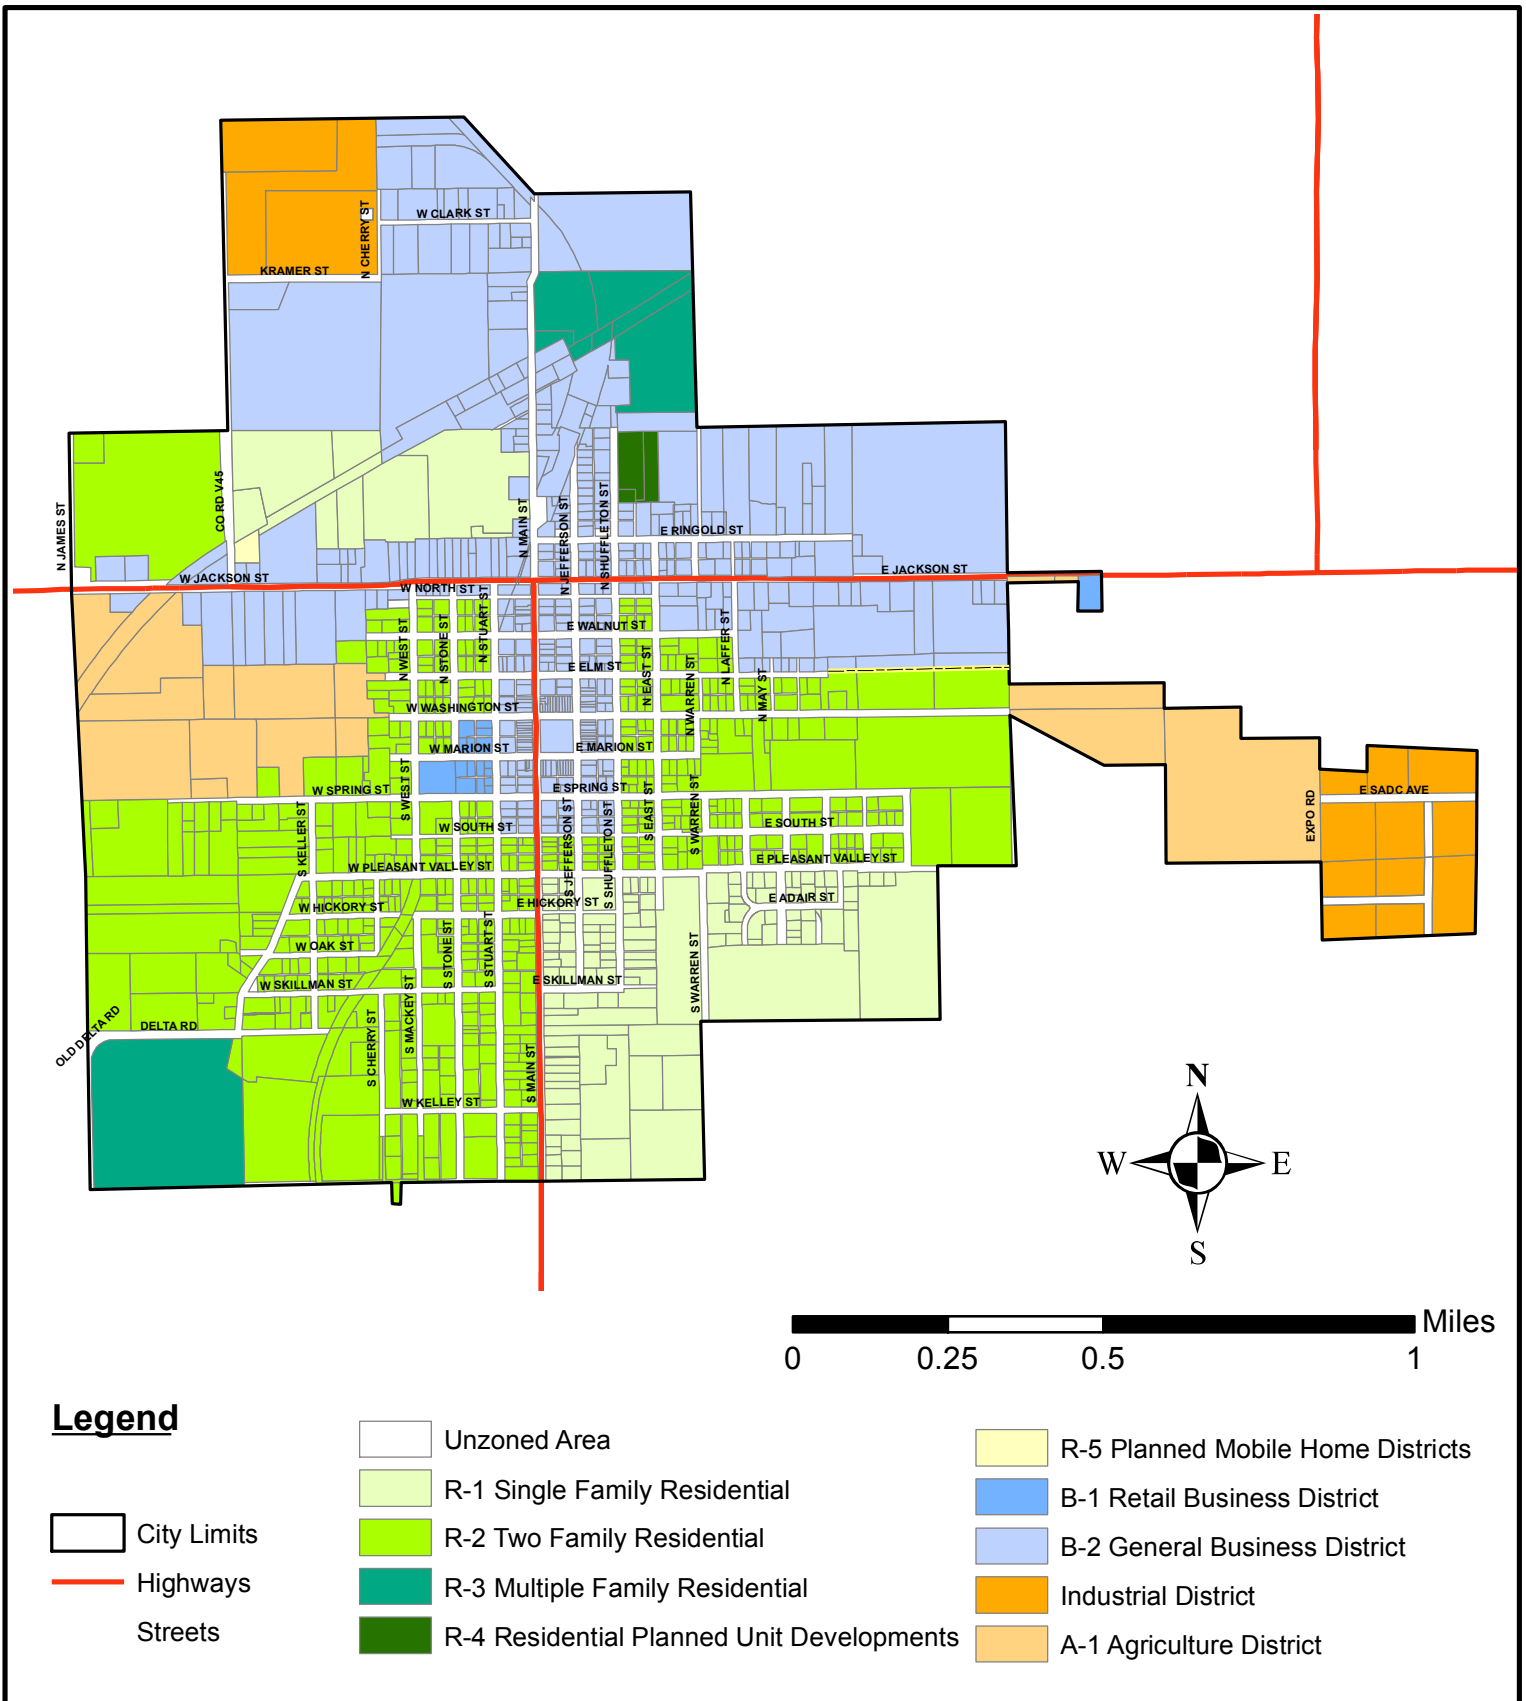 W CLARK ST
N CHERRY ST
KRAMER ST
CO RD V45
N JAMES ST
N MAIN ST
N JEFFERSON ST
N SHUFFLETON ST
E RINGOLD ST
W JACKSON ST
E JACKSON ST
W NORTH ST
N STUART ST
N STONE ST
N WEST ST
E WALNUT ST
N LAFFER ST
E ELM ST
N EAST ST
N WARREN ST
N MAY ST
W WASHINGTON ST
W MARION ST
E MARION ST
W SPRING ST
S WEST ST
E SPRING ST
E SADC AVE
EXPO RD
S KELLER ST
W SOUTH ST
S JEFFERSON ST
S SHUFFLETON ST
S EAST ST
S WARREN ST
E SOUTH ST
W PLEASANT VALLEY ST
E PLEASANT VALLEY ST
W HICKORY ST
E HICKORY ST
E ADAIR ST
W OAK ST
S STONE ST
S STUART ST
W SKILLMAN ST
E SKILLMAN ST
S WARREN ST
S MACKEY ST
S CHERRY ST
DELTA RD
OLD DELTA RD
S MAIN ST
W KELLEY ST
N
W
E
S
Miles
0
0.25
0.5
1
Legend
City Limits
Highways
Streets
Unzoned Area
R-1 Single Family Residential
R-2 Two Family Residential
R-3 Multiple Family Residential
R-4 Residential Planned Unit Developments
R-5 Planned Mobile Home Districts
B-1 Retail Business District
B-2 General Business District
Industrial District
A-1 Agriculture District